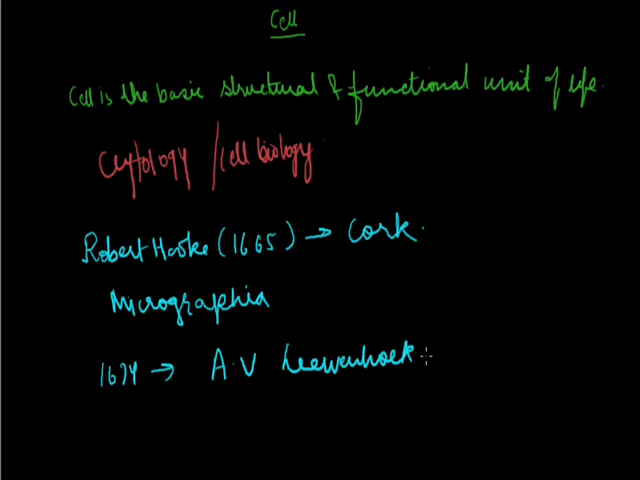 Cell
Cell is the basic structural & functional unit of life.
Cytology / cell biology
Robert Hooke (1665) → Cork.
Micrographia
1674 → A.V Leewenhoek